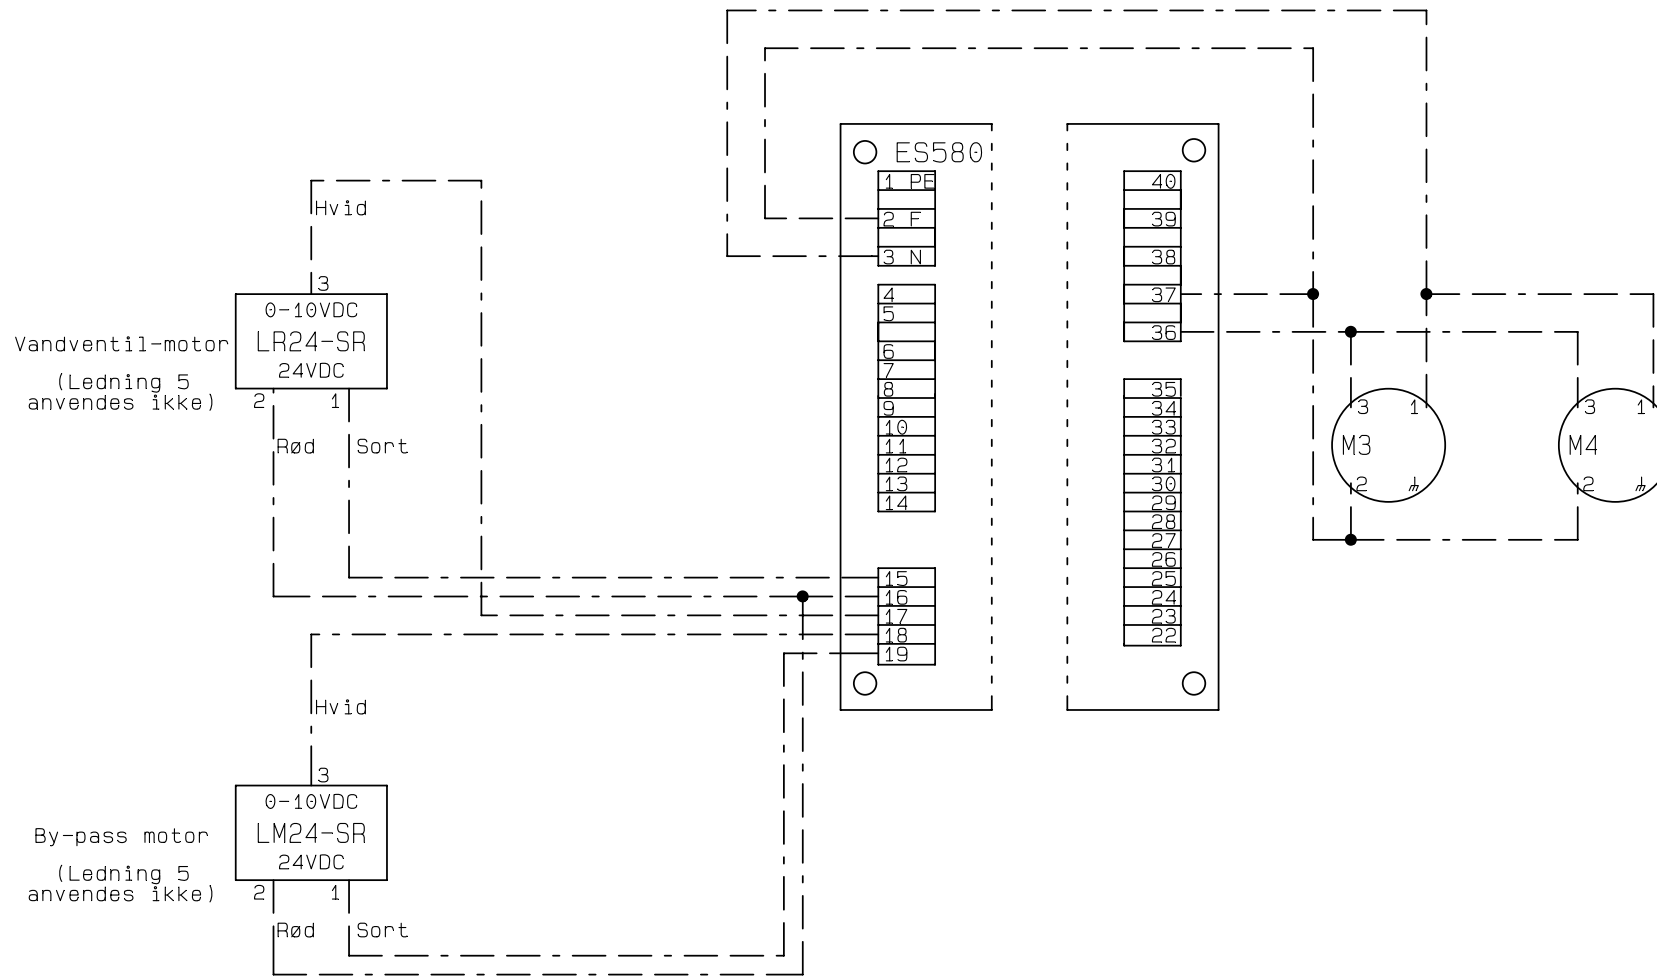 ES580
1 PE
2 F
3 N
4
5
6
7
8
9
10
11
12
13
14
15
16
17
18
19
40
39
38
37
36
35
34
33
32
31
30
29
28
27
26
25
24
23
22
Hvid
3
0-10VDC
LR24-SR
24VDC
Vandventil-motor
(Ledning 5
anvendes ikke)
2
1
Rød
Sort
Hvid
3
0-10VDC
LM24-SR
24VDC
By-pass motor
(Ledning 5
anvendes ikke)
2
1
Rød
Sort
3
1
M3
2
3
1
M4
2